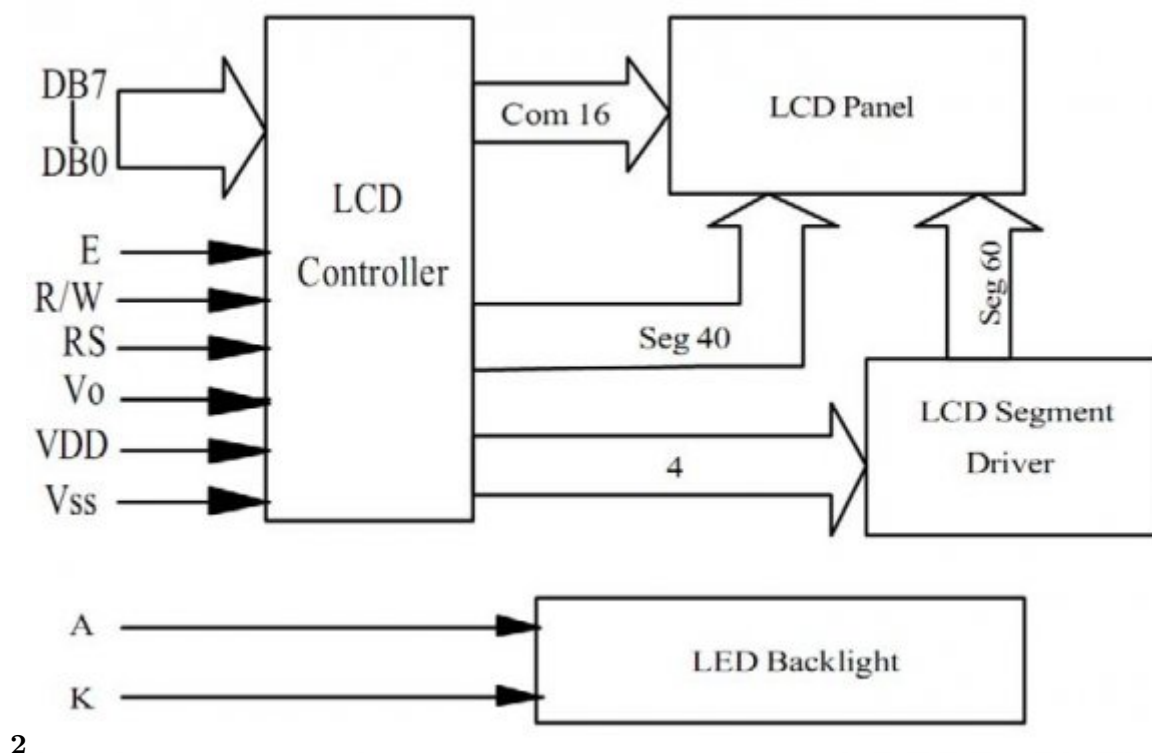 DB7
DB0
E
R/W
RS
Vo
VDD
Vss
LCD
Controller
Com 16
LCD Panel
Seg 40
Seg 60
4
LCD Segment
Driver
A
K
LED Backlight
2